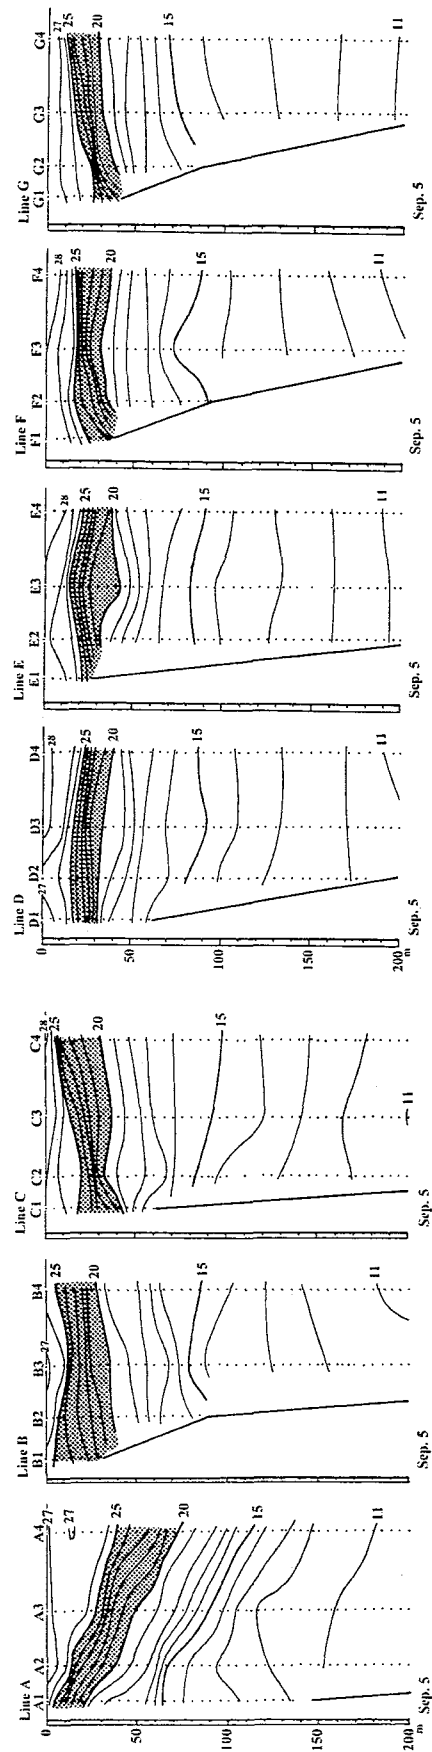 Line A
A1 A2 A3 A4
0
50
100
150
200
m
27
27
25
20
15
11
Sep. 5
Line B
B1 B2 B3 B4
27
25
20
15
11
Sep. 5
Line C
C1 C2 C3 C4
28
25
20
15
11
Sep. 5
Line D
D1 D2 D3 D4
0
50
100
150
200
m
27
28
25
20
15
11
Sep. 5
Line E
E1 E2 E3 E4
28
25
20
15
11
Sep. 5
Line F
F1 F2 F3 F4
28
25
20
15
11
Sep. 5
Line G
G1 G2 G3 G4
27
25
20
15
11
Sep. 5